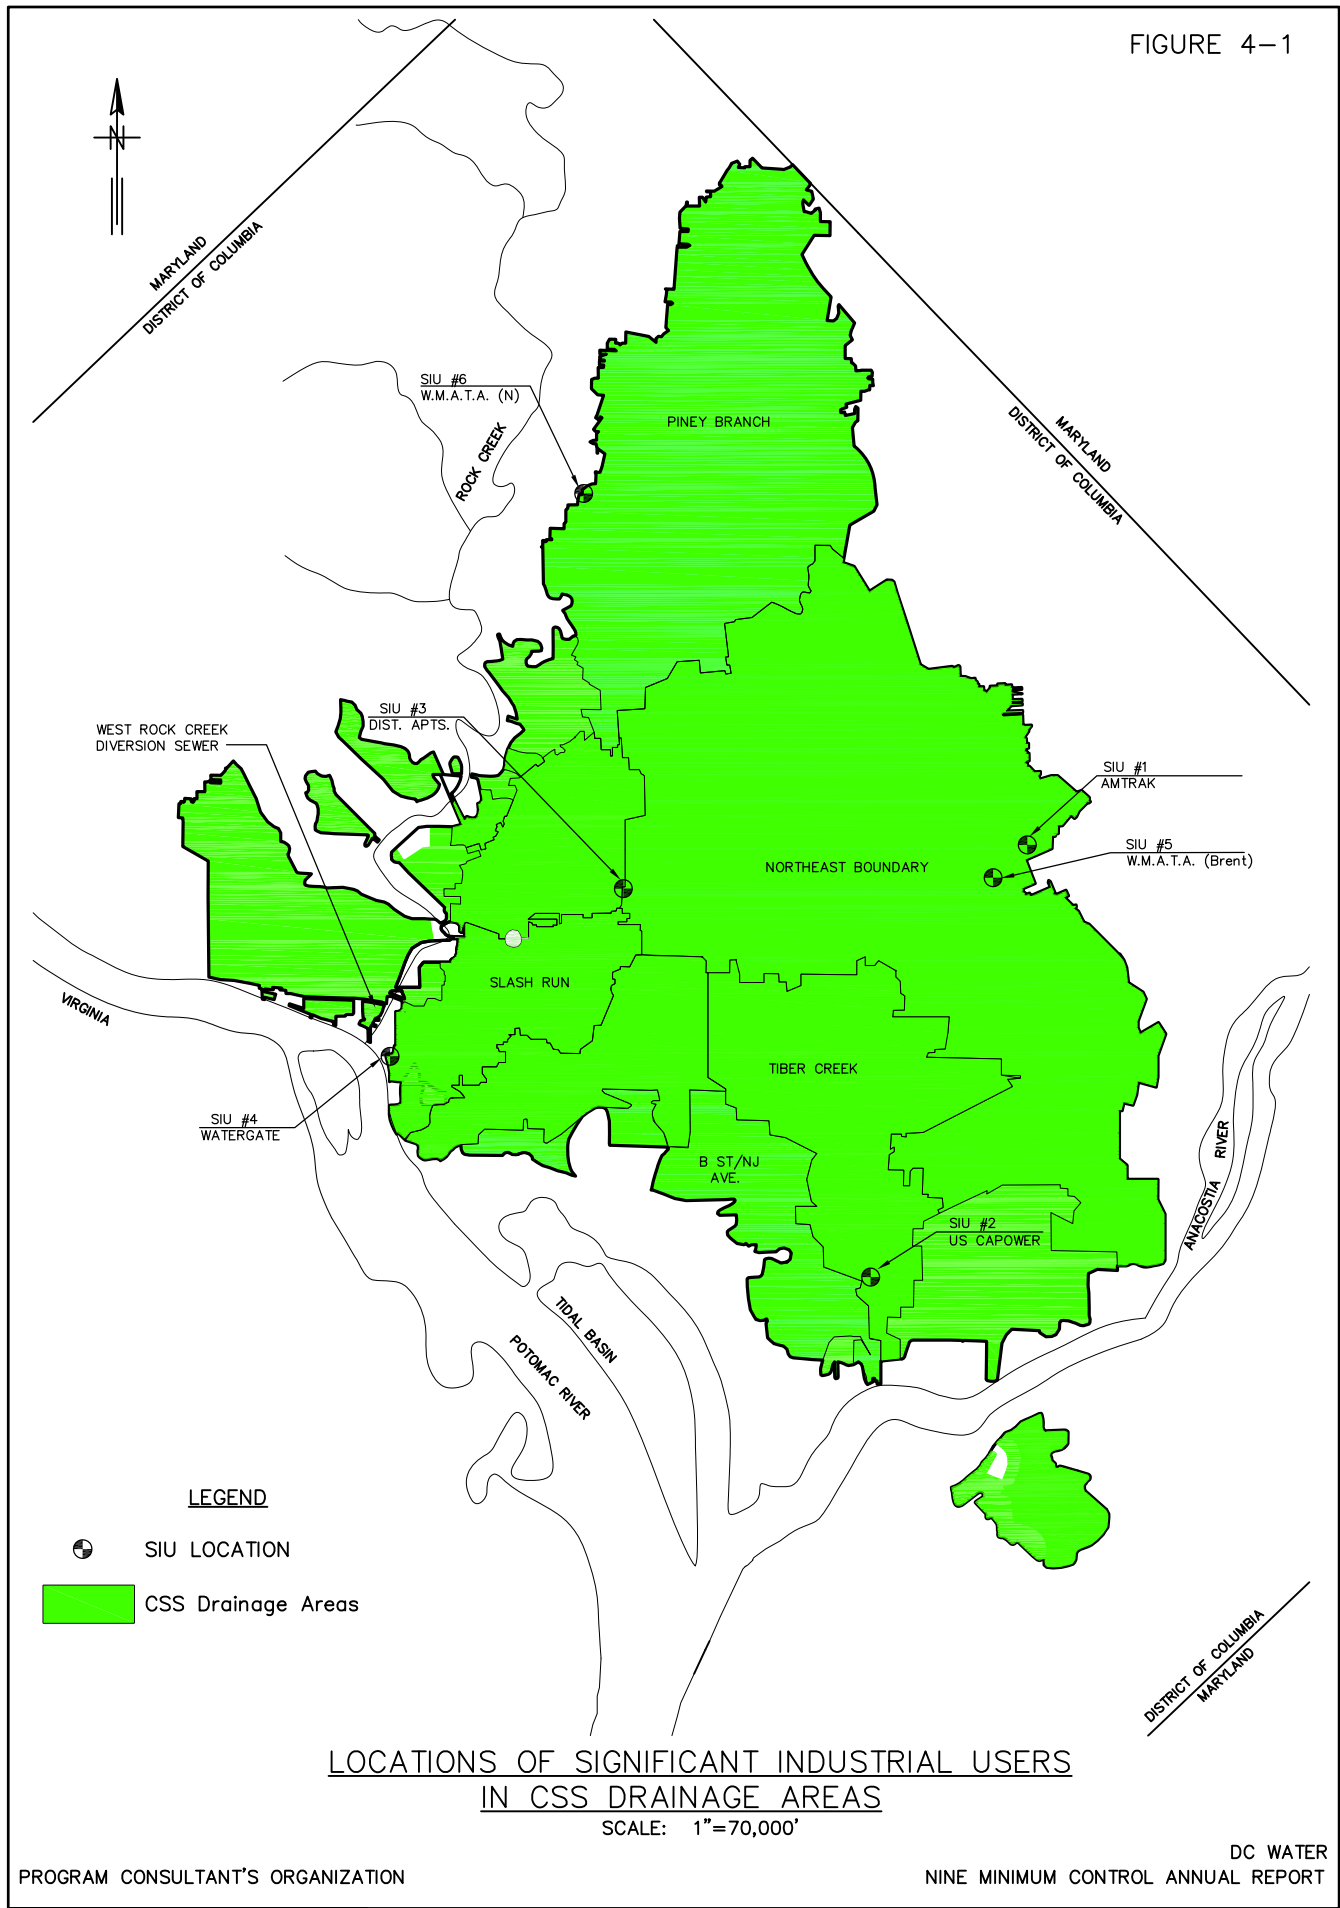 FIGURE 4-1
N
MARYLAND
DISTRICT OF COLUMBIA
SIU #6
W.M.A.T.A. (N)
PINEY BRANCH
ROCK CREEK
MARYLAND
DISTRICT OF COLUMBIA
SIU #3
DIST. APTS.
WEST ROCK CREEK
DIVERSION SEWER
SIU #1
AMTRAK
SIU #5
W.M.A.T.A. (Brent)
NORTHEAST BOUNDARY
SLASH RUN
VIRGINIA
TIBER CREEK
SIU #4
WATERGATE
B ST/NJ
AVE.
ANACOSTIA RIVER
SIU #2
US CAPOWER
TIDAL BASIN
POTOMAC RIVER
LEGEND
SIU LOCATION
CSS Drainage Areas
DISTRICT OF COLUMBIA
MARYLAND
LOCATIONS OF SIGNIFICANT INDUSTRIAL USERS
IN CSS DRAINAGE AREAS
SCALE: 1"=70,000'
DC WATER
PROGRAM CONSULTANT'S ORGANIZATION
NINE MINIMUM CONTROL ANNUAL REPORT